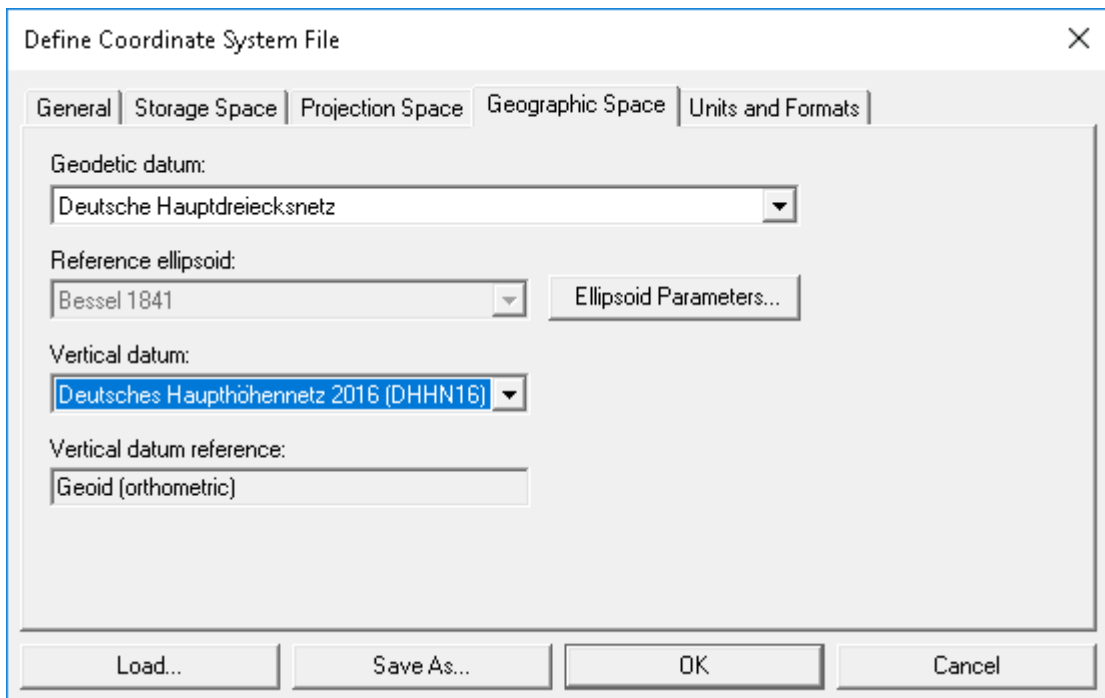 Define Coordinate System File
General Storage Space Projection Space Geographic Space Units and Formats
Geodetic datum:
Deutsche Hauptdreiecksnetz
Reference ellipsoid:
Bessel 1841
Ellipsoid Parameters...
Vertical datum:
Deutsches Haupthöhennetz 2016 (DHHN16)
Vertical datum reference:
Geoid (orthometric)
Load... Save As... OK Cancel